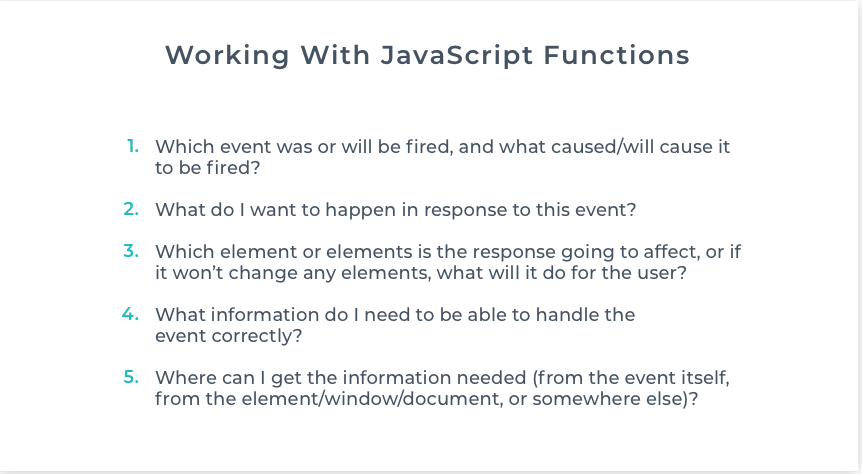 Working With JavaScript Functions
1. Which event was or will be fired, and what caused/will cause it
to be fired?
2. What do I want to happen in response to this event?
3. Which element or elements is the response going to affect, or if
it won’t change any elements, what will it do for the user?
4. What information do I need to be able to handle the
event correctly?
5. Where can I get the information needed (from the event itself,
from the element/window/document, or somewhere else)?